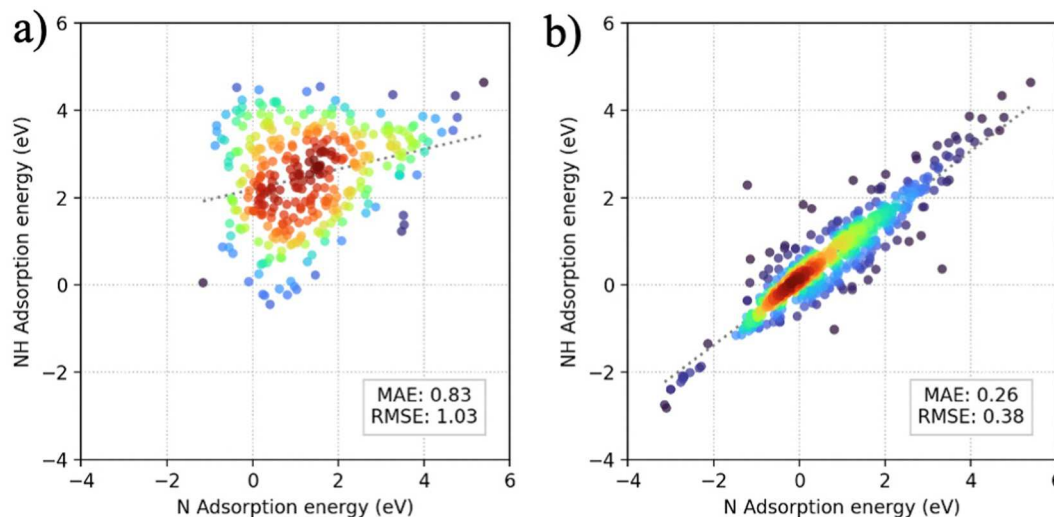 a)
6
4
2
0
−2
−4
NH Adsorption energy (eV)
MAE: 0.83
RMSE: 1.03
−4 −2 0 2 4 6
N Adsorption energy (eV)
b)
6
4
2
0
−2
−4
NH Adsorption energy (eV)
MAE: 0.26
RMSE: 0.38
−4 −2 0 2 4 6
N Adsorption energy (eV)